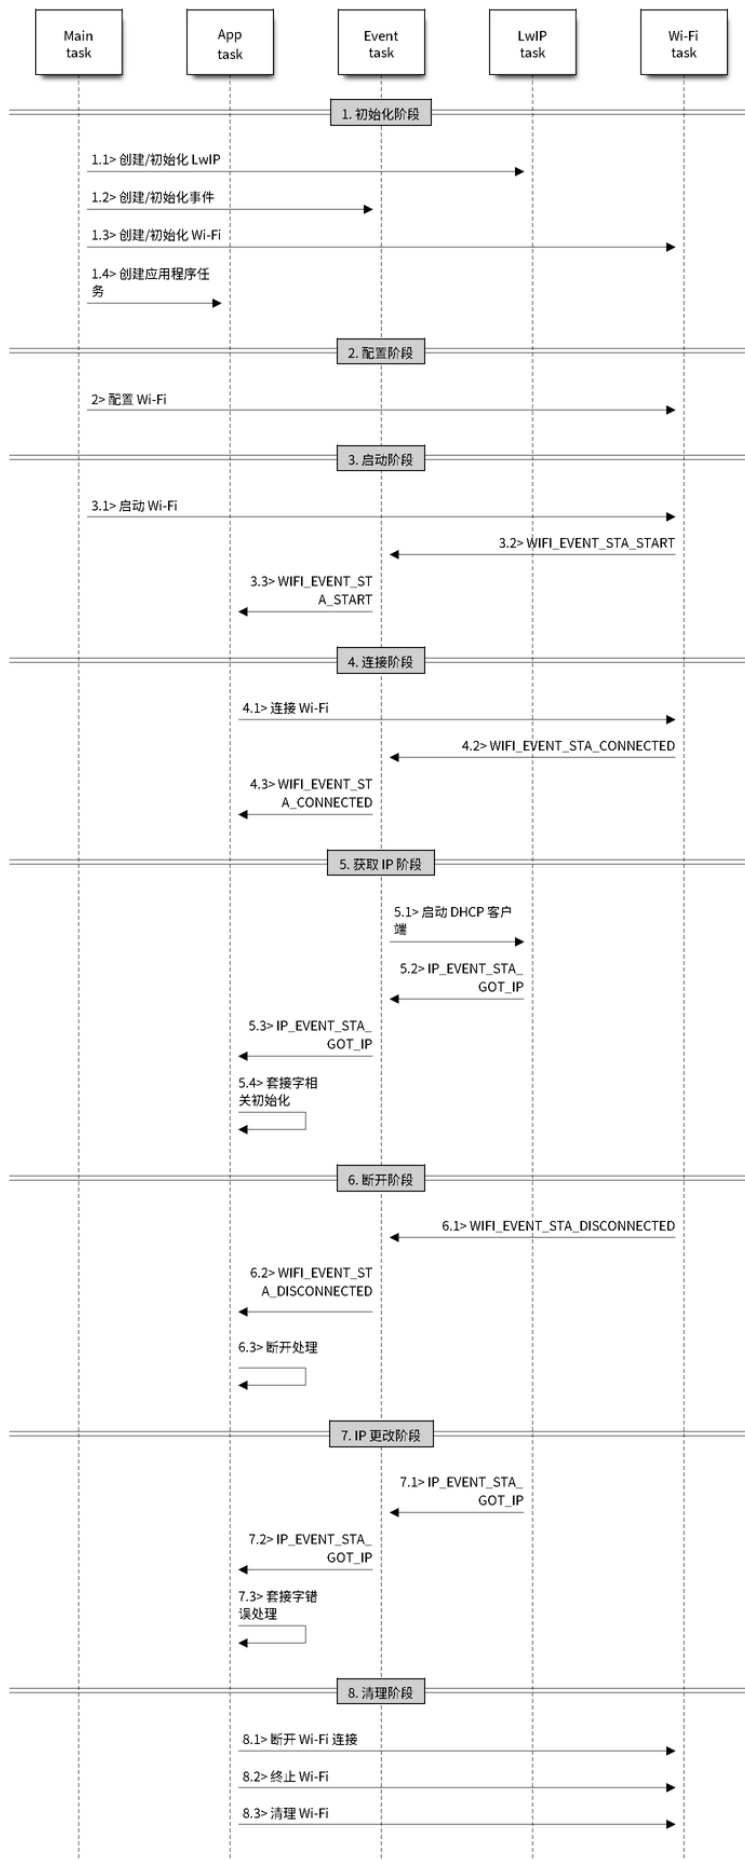 Main
task
App
task
Event
task
LwIP
task
Wi-Fi
task
1. 初始化阶段
1.1> 创建/初始化 LwIP
1.2> 创建/初始化事件
1.3> 创建/初始化 Wi-Fi
1.4> 创建应用程序任
务
2. 配置阶段
2> 配置 Wi-Fi
3. 启动阶段
3.1> 启动 Wi-Fi
3.2> WIFI_EVENT_STA_START
3.3> WIFI_EVENT_ST
A_START
4. 连接阶段
4.1> 连接 Wi-Fi
4.2> WIFI_EVENT_STA_CONNECTED
4.3> WIFI_EVENT_ST
A_CONNECTED
5. 获取 IP 阶段
5.1> 启动 DHCP 客户
端
5.2> IP_EVENT_STA_
GOT_IP
5.3> IP_EVENT_STA_
GOT_IP
5.4> 套接字相
关初始化
6. 断开阶段
6.1> WIFI_EVENT_STA_DISCONNECTED
6.2> WIFI_EVENT_ST
A_DISCONNECTED
6.3> 断开处理
7. IP 更改阶段
7.1> IP_EVENT_STA_
GOT_IP
7.2> IP_EVENT_STA_
GOT_IP
7.3> 套接字错
误处理
8. 清理阶段
8.1> 断开 Wi-Fi 连接
8.2> 终止 Wi-Fi
8.3> 清理 Wi-Fi